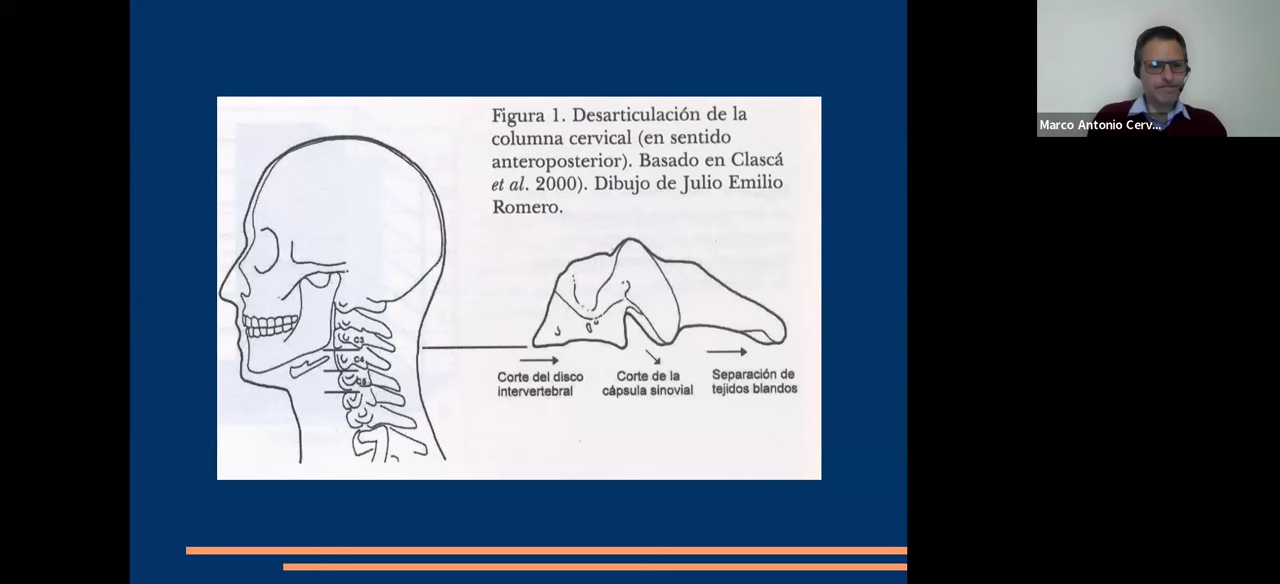 Figura 1. Desarticulación de la
columna cervical (en sentido
anteroposterior). Basado en Clascá
et al. 2000). Dibujo de Julio Emilio
Romero.
C3
C4
C5
Corte del disco
intervertebral
Corte de la
cápsula sinovial
Separación de
tejidos blandos
Marco Antonio Cerv...